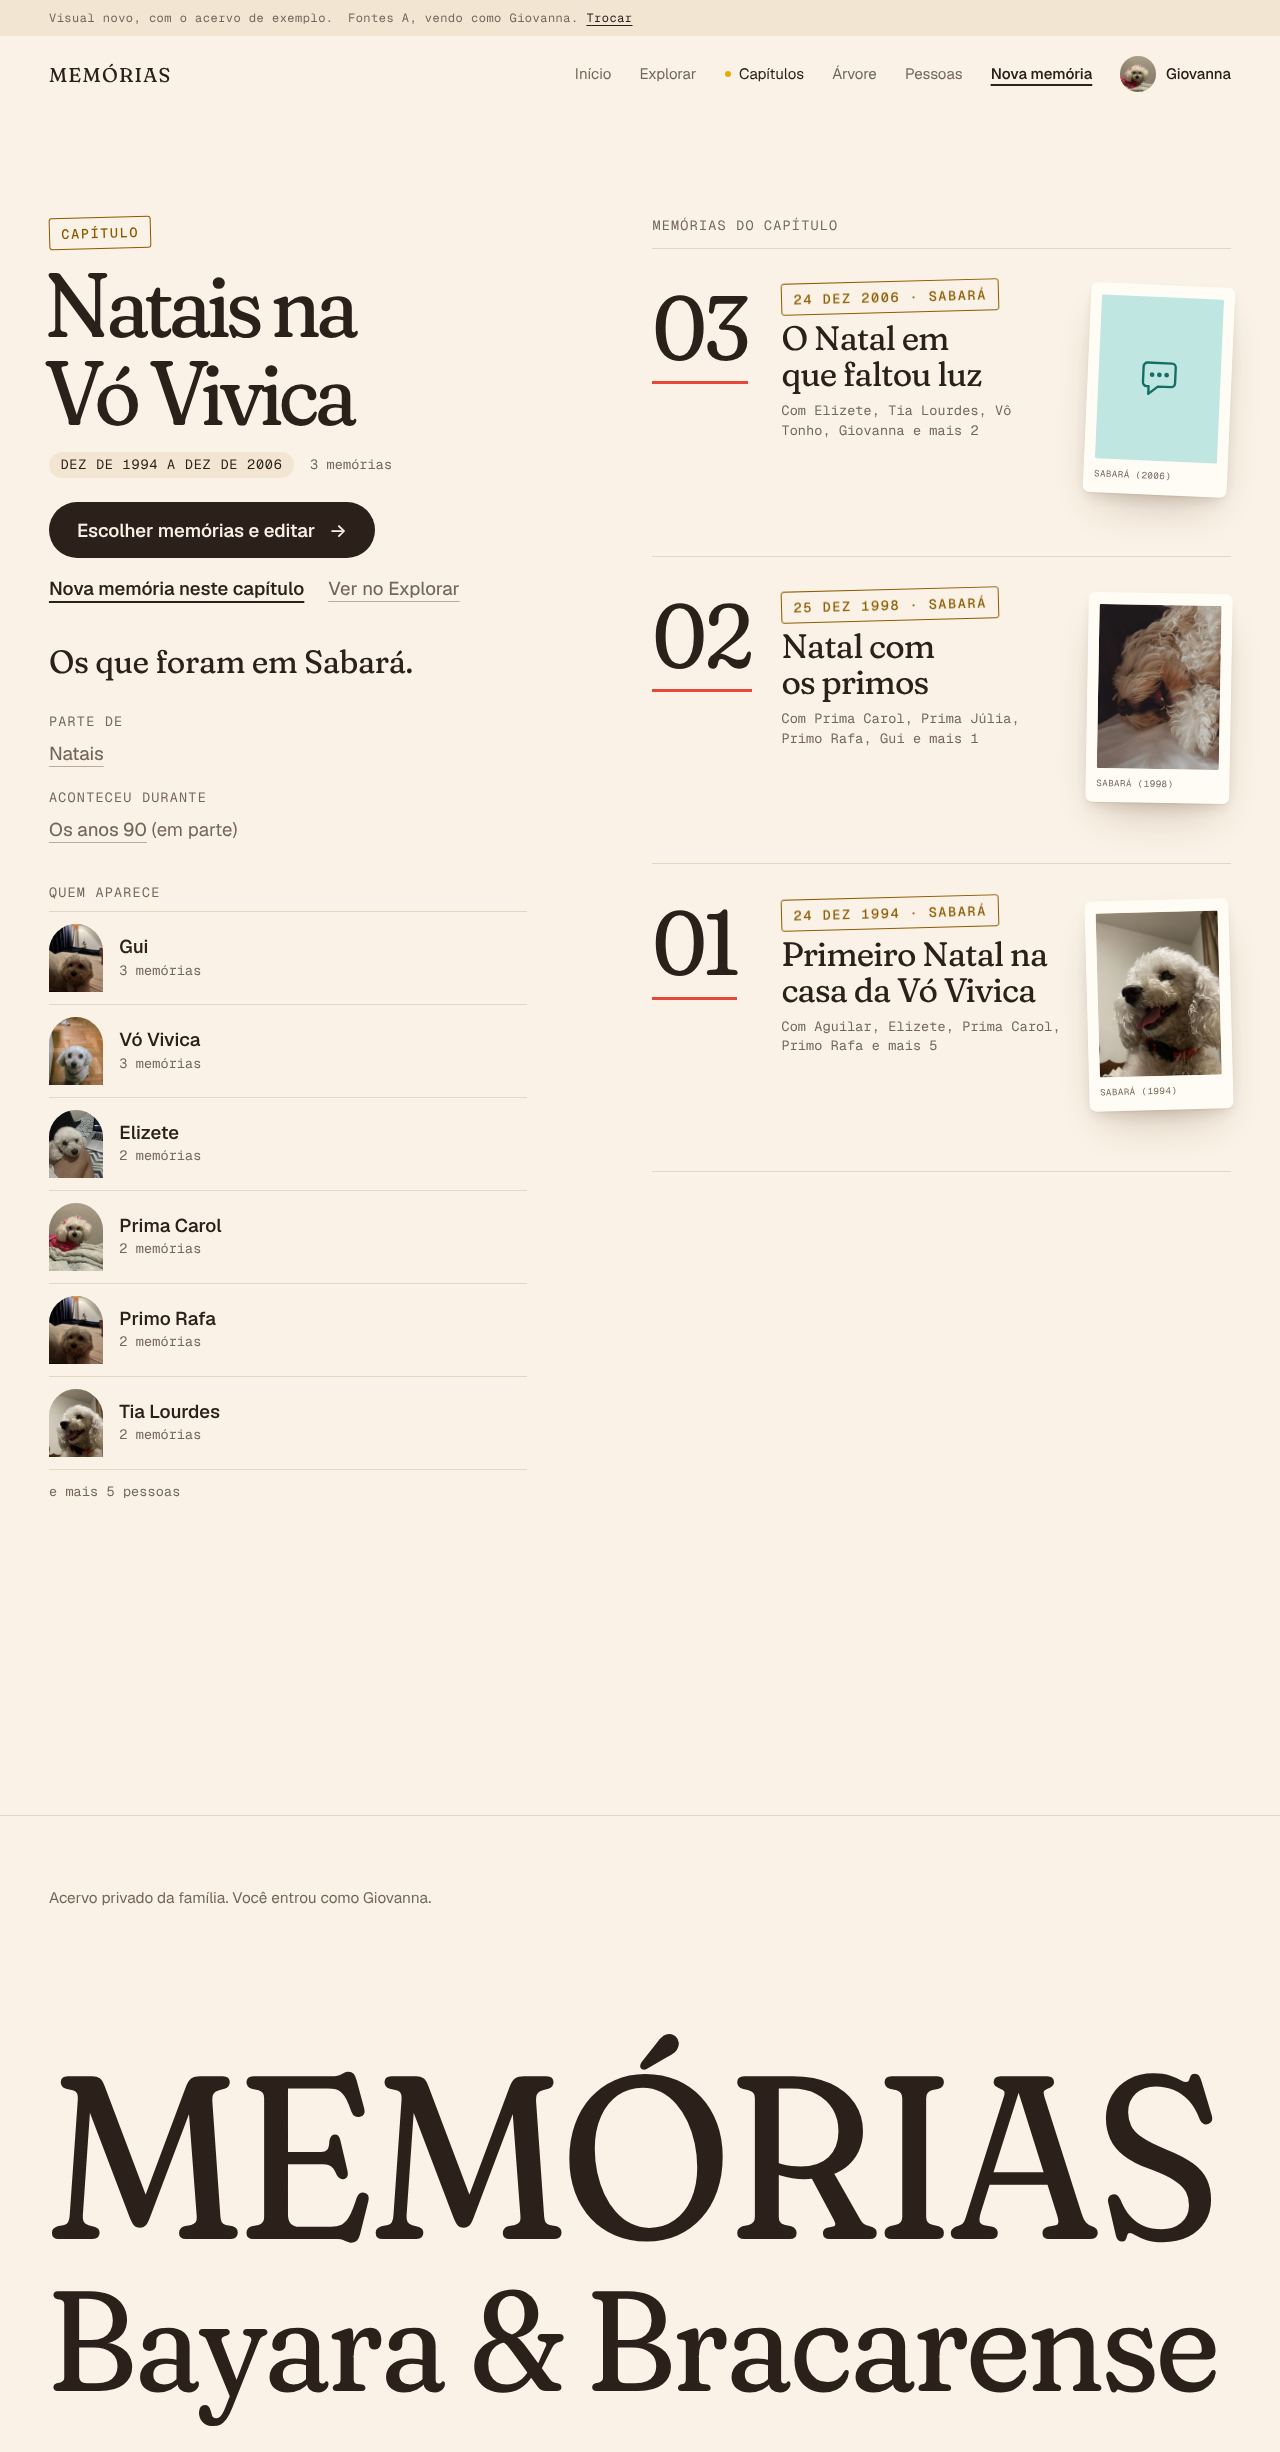 Visual novo, com o acervo de exemplo. Fontes A, vendo como Giovanna. Trocar
MEMÓRIAS
Início
Explorar
Capítulos
Árvore
Pessoas
Nova memória
Giovanna
CAPÍTULO
Natais na
Vó Vivica
DEZ DE 1994 A DEZ DE 2006
3 memórias
Escolher memórias e editar →
Nova memória neste capítulo
Ver no Explorar
Os que foram em Sabará.
PARTE DE
Natais
ACONTECEU DURANTE
Os anos 90 (em parte)
QUEM APARECE
Gui
3 memórias
Vó Vivica
3 memórias
Elizete
2 memórias
Prima Carol
2 memórias
Primo Rafa
2 memórias
Tia Lourdes
2 memórias
e mais 5 pessoas
MEMÓRIAS DO CAPÍTULO
03
24 DEZ 2006 · SABARÁ
O Natal em
que faltou luz
Com Elizete, Tia Lourdes, Vô
Tonho, Giovanna e mais 2
SABARÁ (2006)
02
25 DEZ 1998 · SABARÁ
Natal com
os primos
Com Prima Carol, Prima Júlia,
Primo Rafa, Gui e mais 1
SABARÁ (1998)
01
24 DEZ 1994 · SABARÁ
Primeiro Natal na
casa da Vó Vivica
Com Aguilar, Elizete, Prima Carol,
Primo Rafa e mais 5
SABARÁ (1994)
Acervo privado da família. Você entrou como Giovanna.
MEMÓRIAS
Bayara & Bracarense